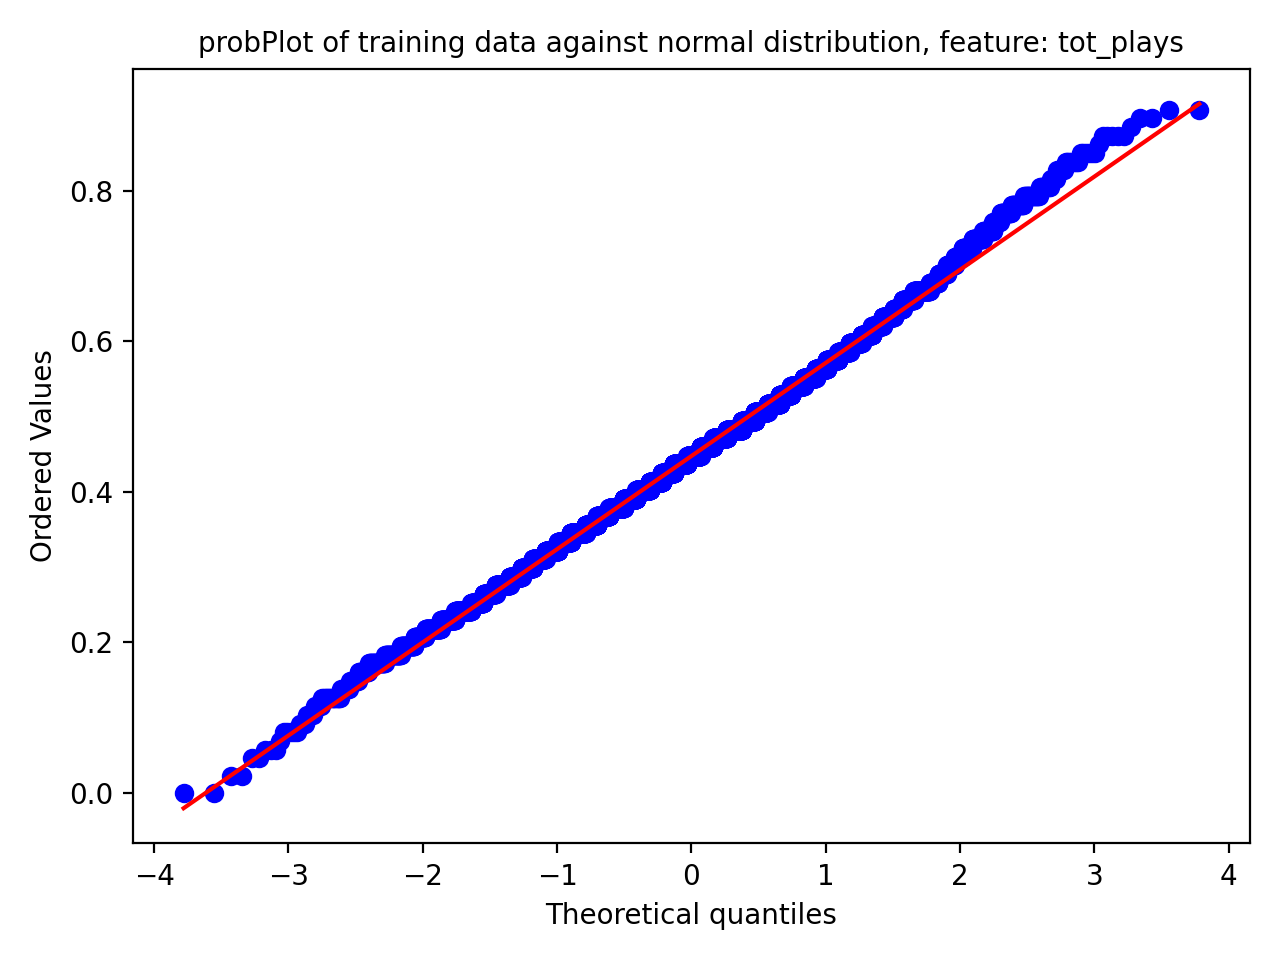 probPlot of training data against normal distribution, feature: tot_plays
Ordered Values
0.8
0.6
0.4
0.2
0.0
−4 −3 −2 −1 0 1 2 3 4
Theoretical quantiles